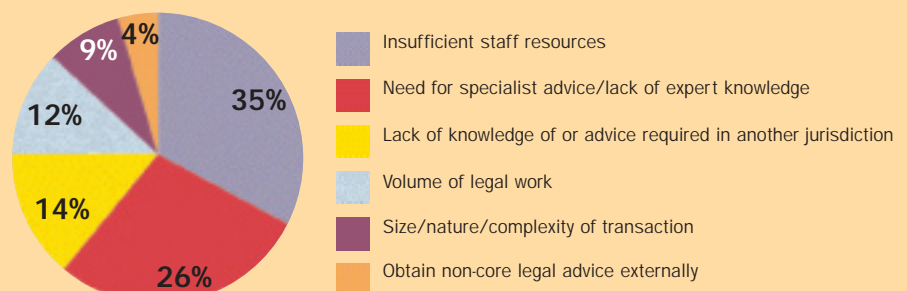 4%
9%
35%
12%
14%
26%
Insufficient staff resources
Need for specialist advice/lack of expert knowledge
Lack of knowledge of or advice required in another jurisdiction
Volume of legal work
Size/nature/complexity of transaction
Obtain non-core legal advice externally